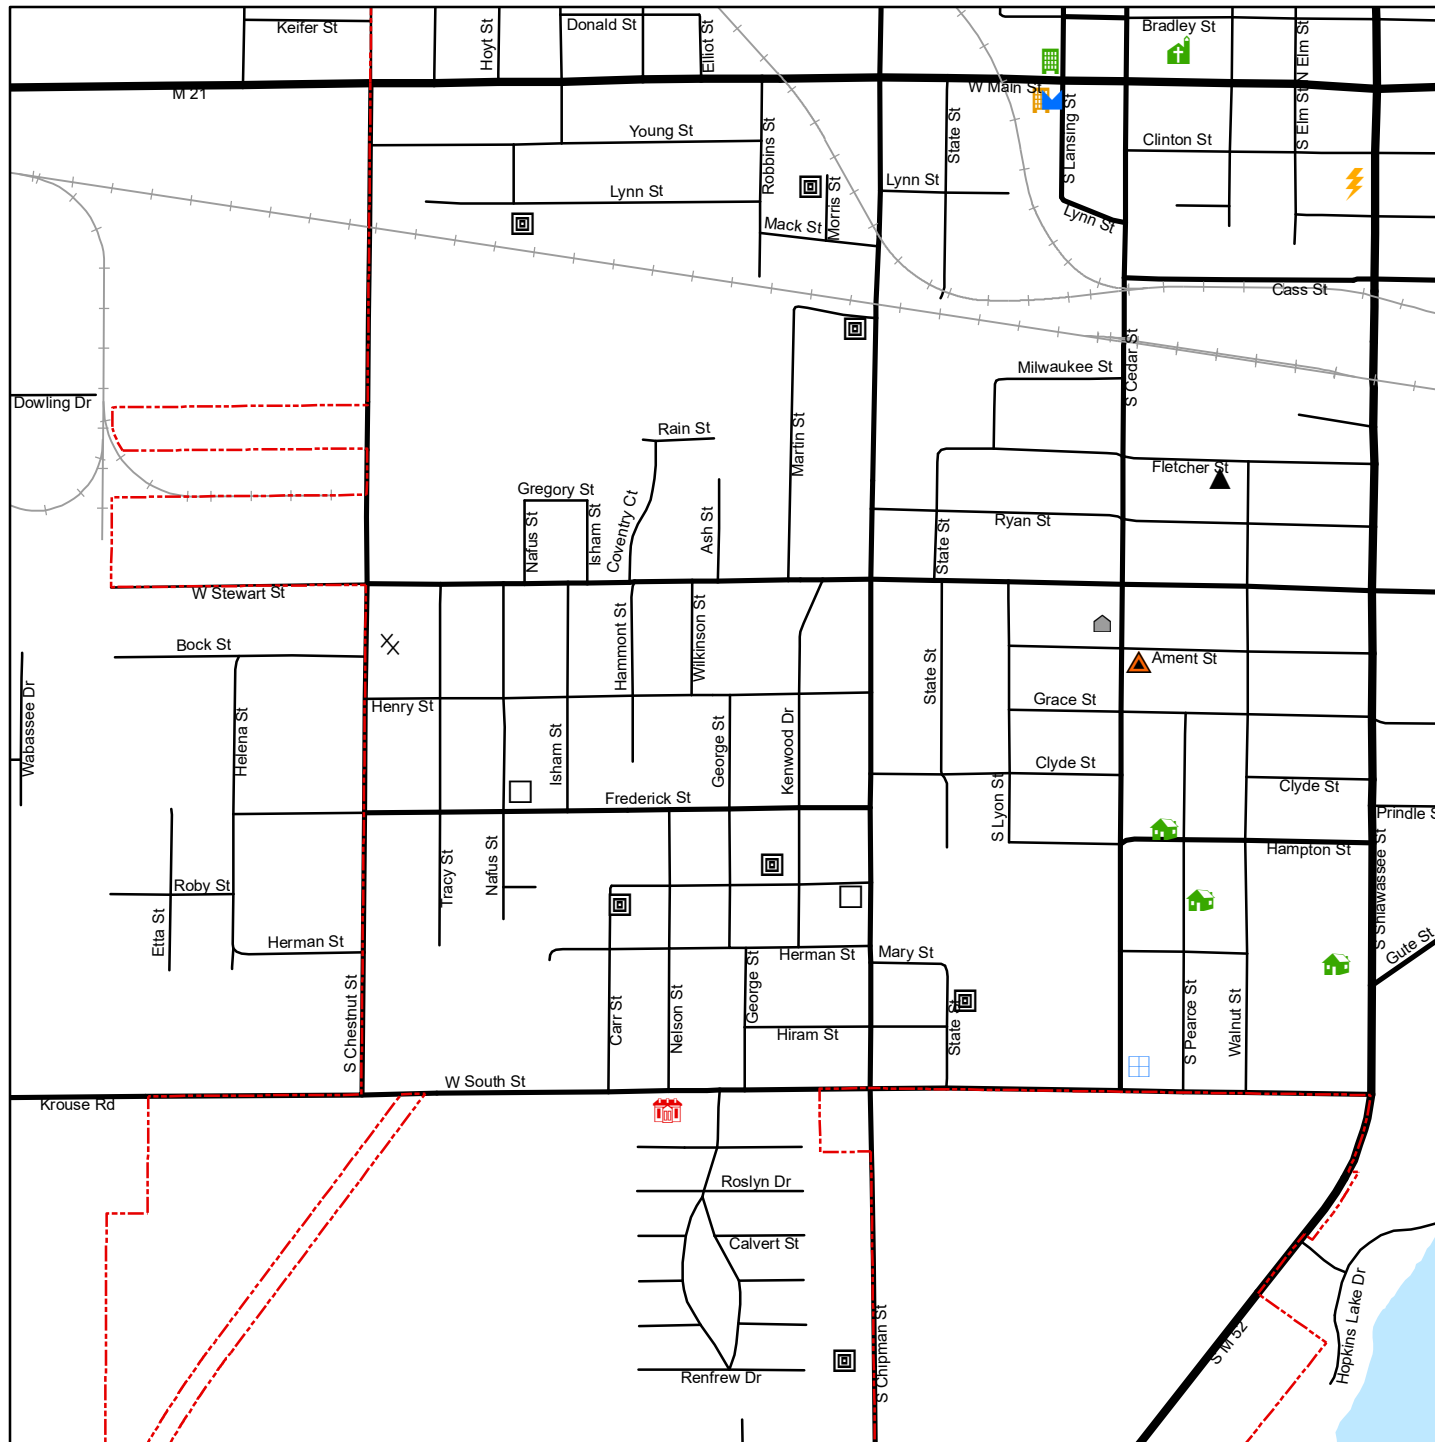 Keifer St
Hoyt St
Donald St
Elliot St
Bradley St
N Elm St
M 21
W Main St
Young St
Robbins St
State St
S Lansing St
Clinton St
S Elm St
Lynn St
Mack St
Morris St
Lynn St
Lynn St
Cass St
Dowling Dr
Milwaukee St
S Cedar St
Rain St
Martin St
Fletcher St
Gregory St
Nafus St
Isham St
Coventry Ct
Ash St
State St
Ryan St
W Stewart St
Bock St
Hammont St
Wilkinson St
State St
Ament St
Wabassee Dr
Helena St
Henry St
Isham St
George St
Kenwood Dr
Grace St
Clyde St
Clyde St
Frederick St
S Lyon St
Prindle S
Hampton St
Tracy St
Nafus St
Roby St
Etta St
Herman St
Herman St
Mary St
S Shiawassee St
Gute St
S Chestnut St
Carr St
Nelson St
George St
Hiram St
State St
S Pearce St
Walnut St
W South St
Krouse Rd
Roslyn Dr
Calvert St
Renfrew Dr
S Chipman St
S M 52
Hopkins Lake Dr